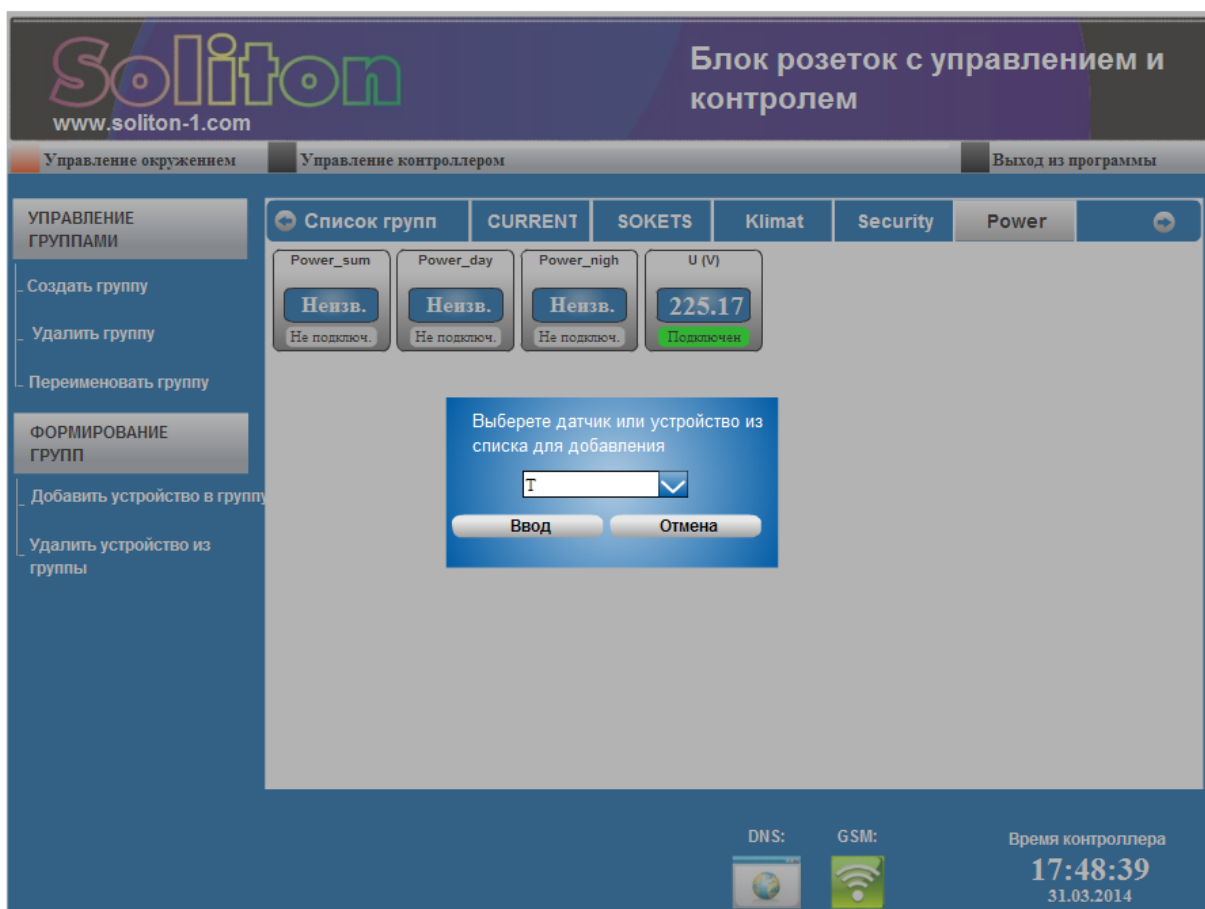 Soliton
www.soliton-1.com
Блок розеток с управлением и
контролем
Управление окружением
Управление контроллером
Выход из программы
УПРАВЛЕНИЕ
ГРУППАМИ
Создать группу
Удалить группу
Переименовать группу
ФОРМИРОВАНИЕ
ГРУПП
Добавить устройство в группу
Удалить устройство из
группы
Список групп
CURRENT
SOKETS
Klimat
Security
Power
Power_sum
Неизв.
Не подключ.
Power_day
Неизв.
Не подключ.
Power_nigh
Неизв.
Не подключ.
U (V)
225.17
Подключен
Выберете датчик или устройство из
списка для добавления
T
Ввод
Отмена
DNS:
GSM:
Время контроллера
17:48:39
31.03.2014